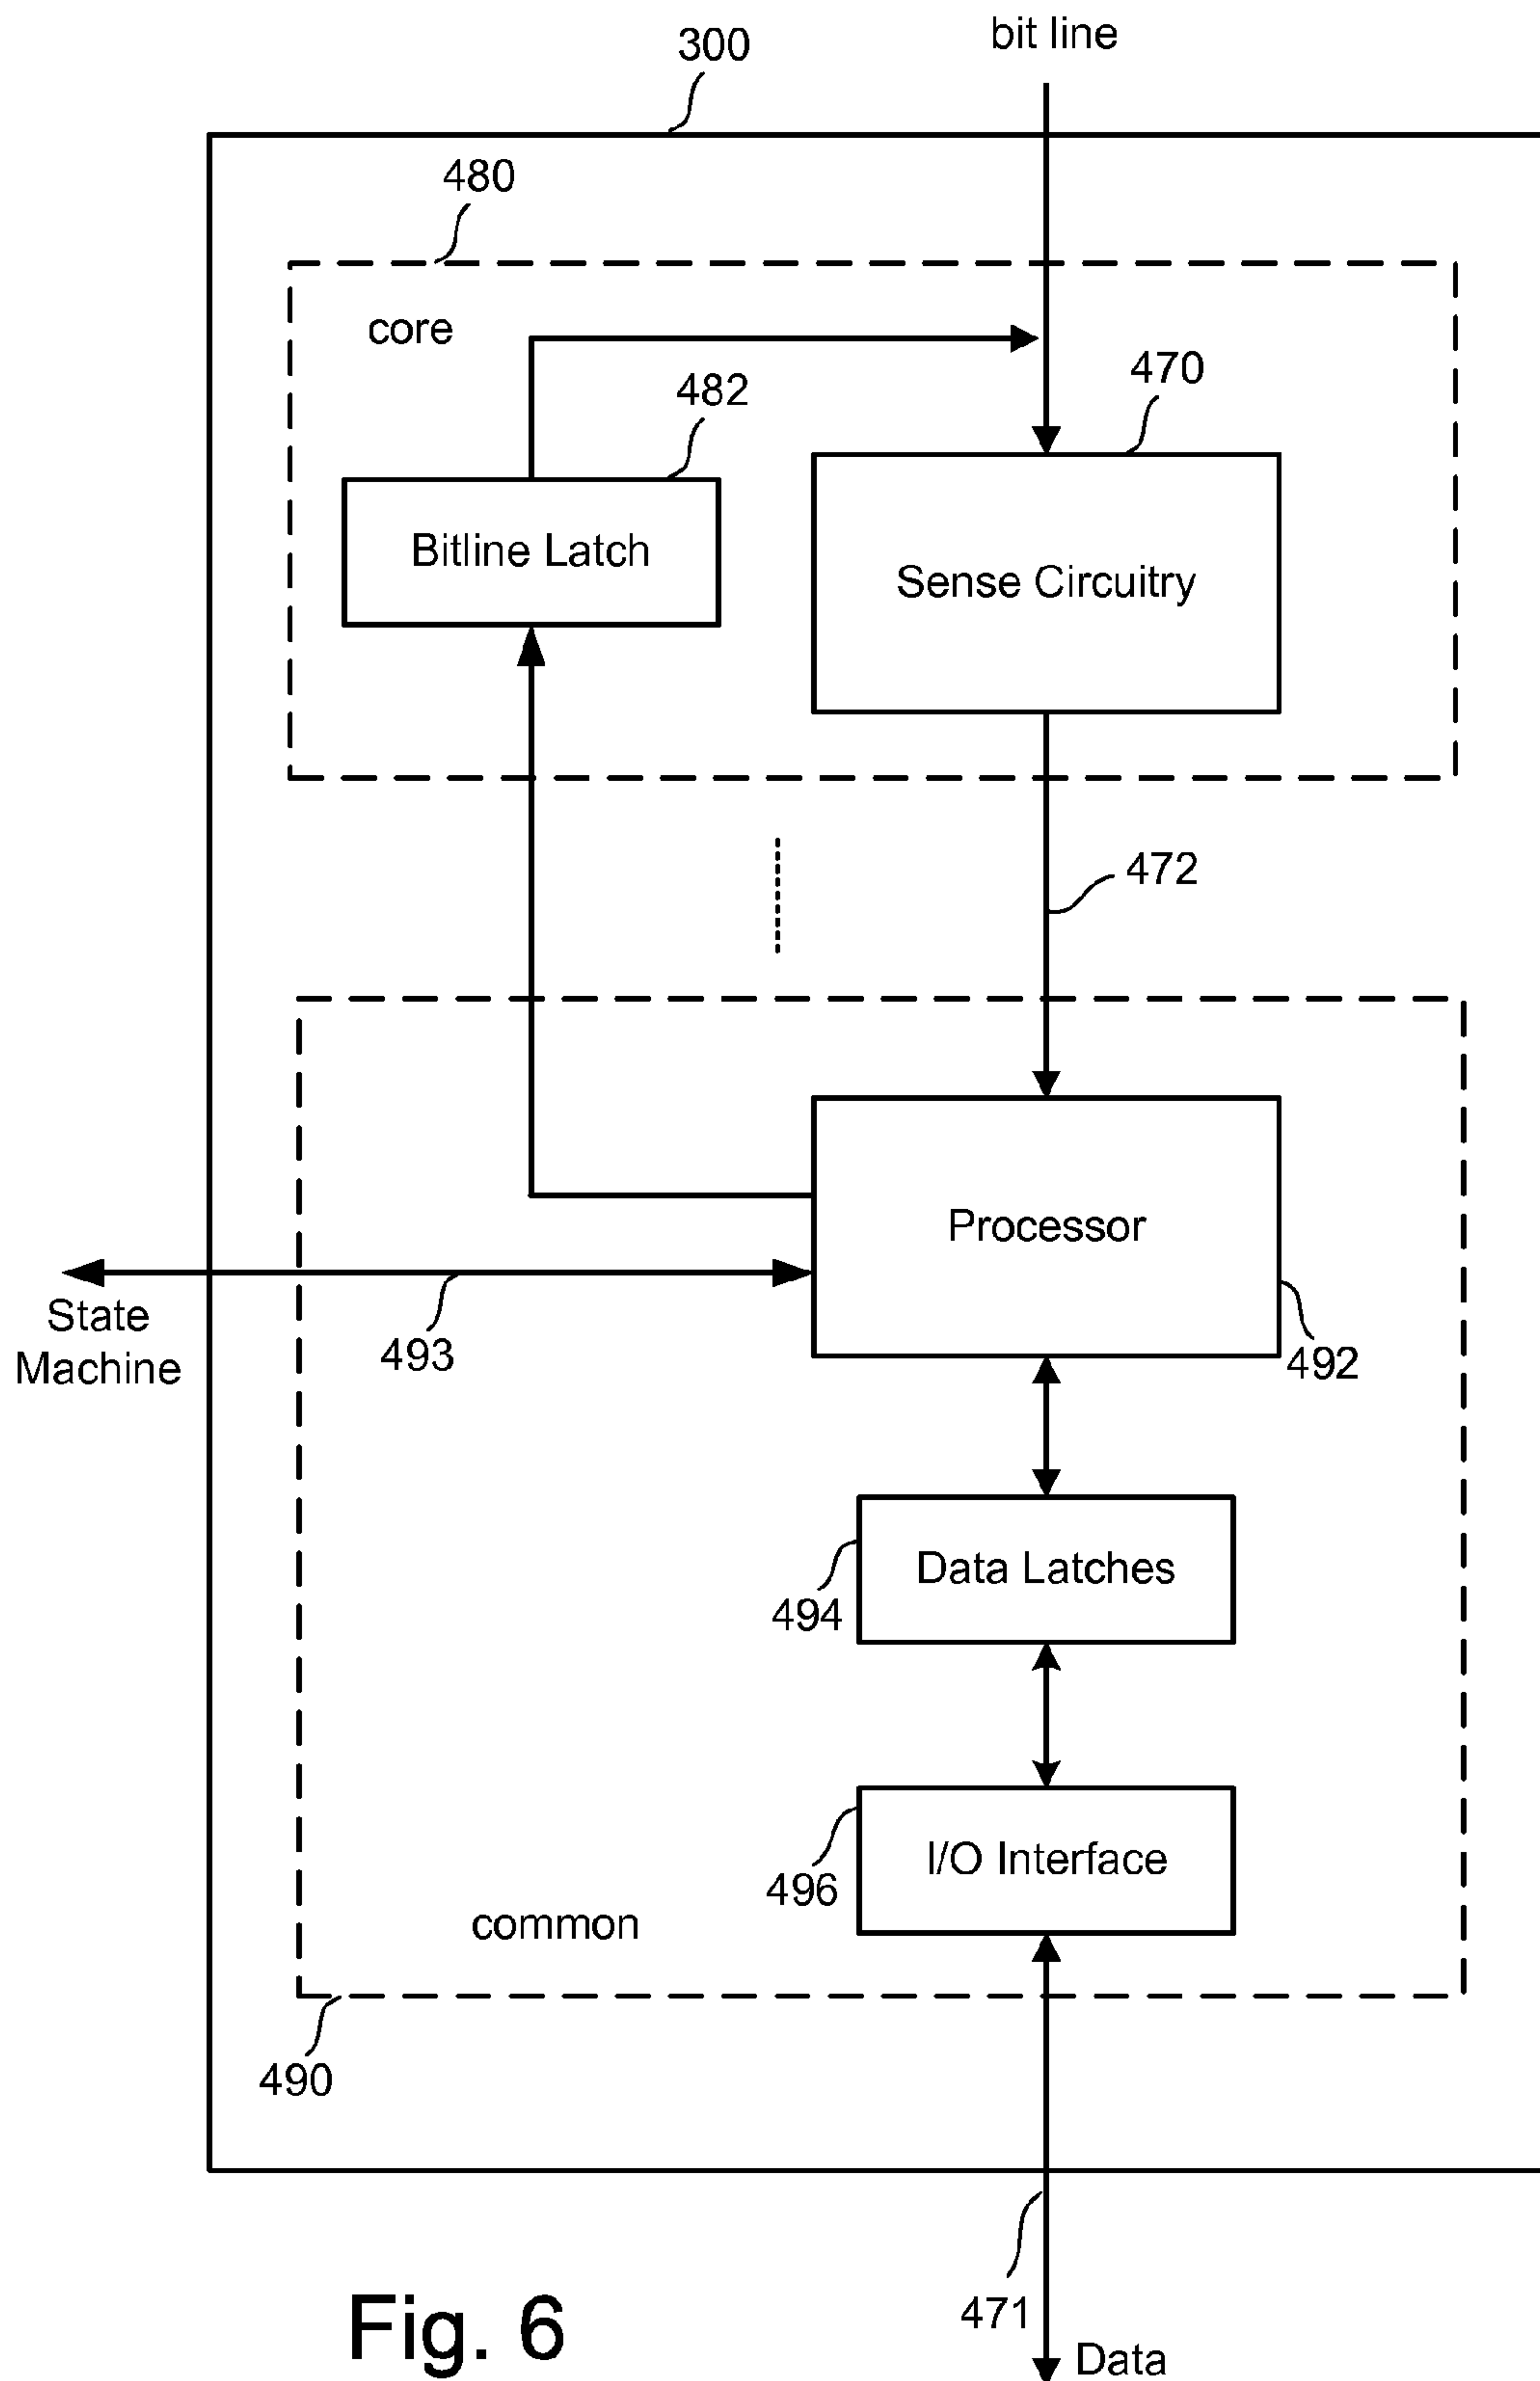 bit line
300
480
core
470
482
Bitline Latch
Sense Circuitry
472
Processor
State
Machine
493
492
Data Latches
494
I/O Interface
496
common
490
471
Fig. 6
Data